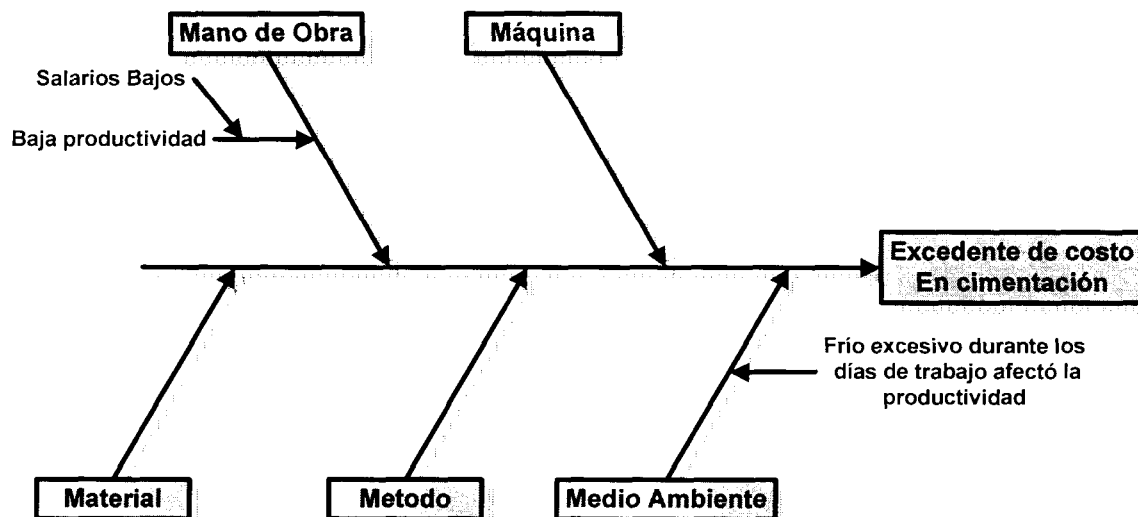 Mano de Obra
Máquina
Salarios Bajos
Baja productividad
Excedente de costo
En cimentación
Frío excesivo durante los
días de trabajo afectó la
productividad
Material
Metodo
Medio Ambiente